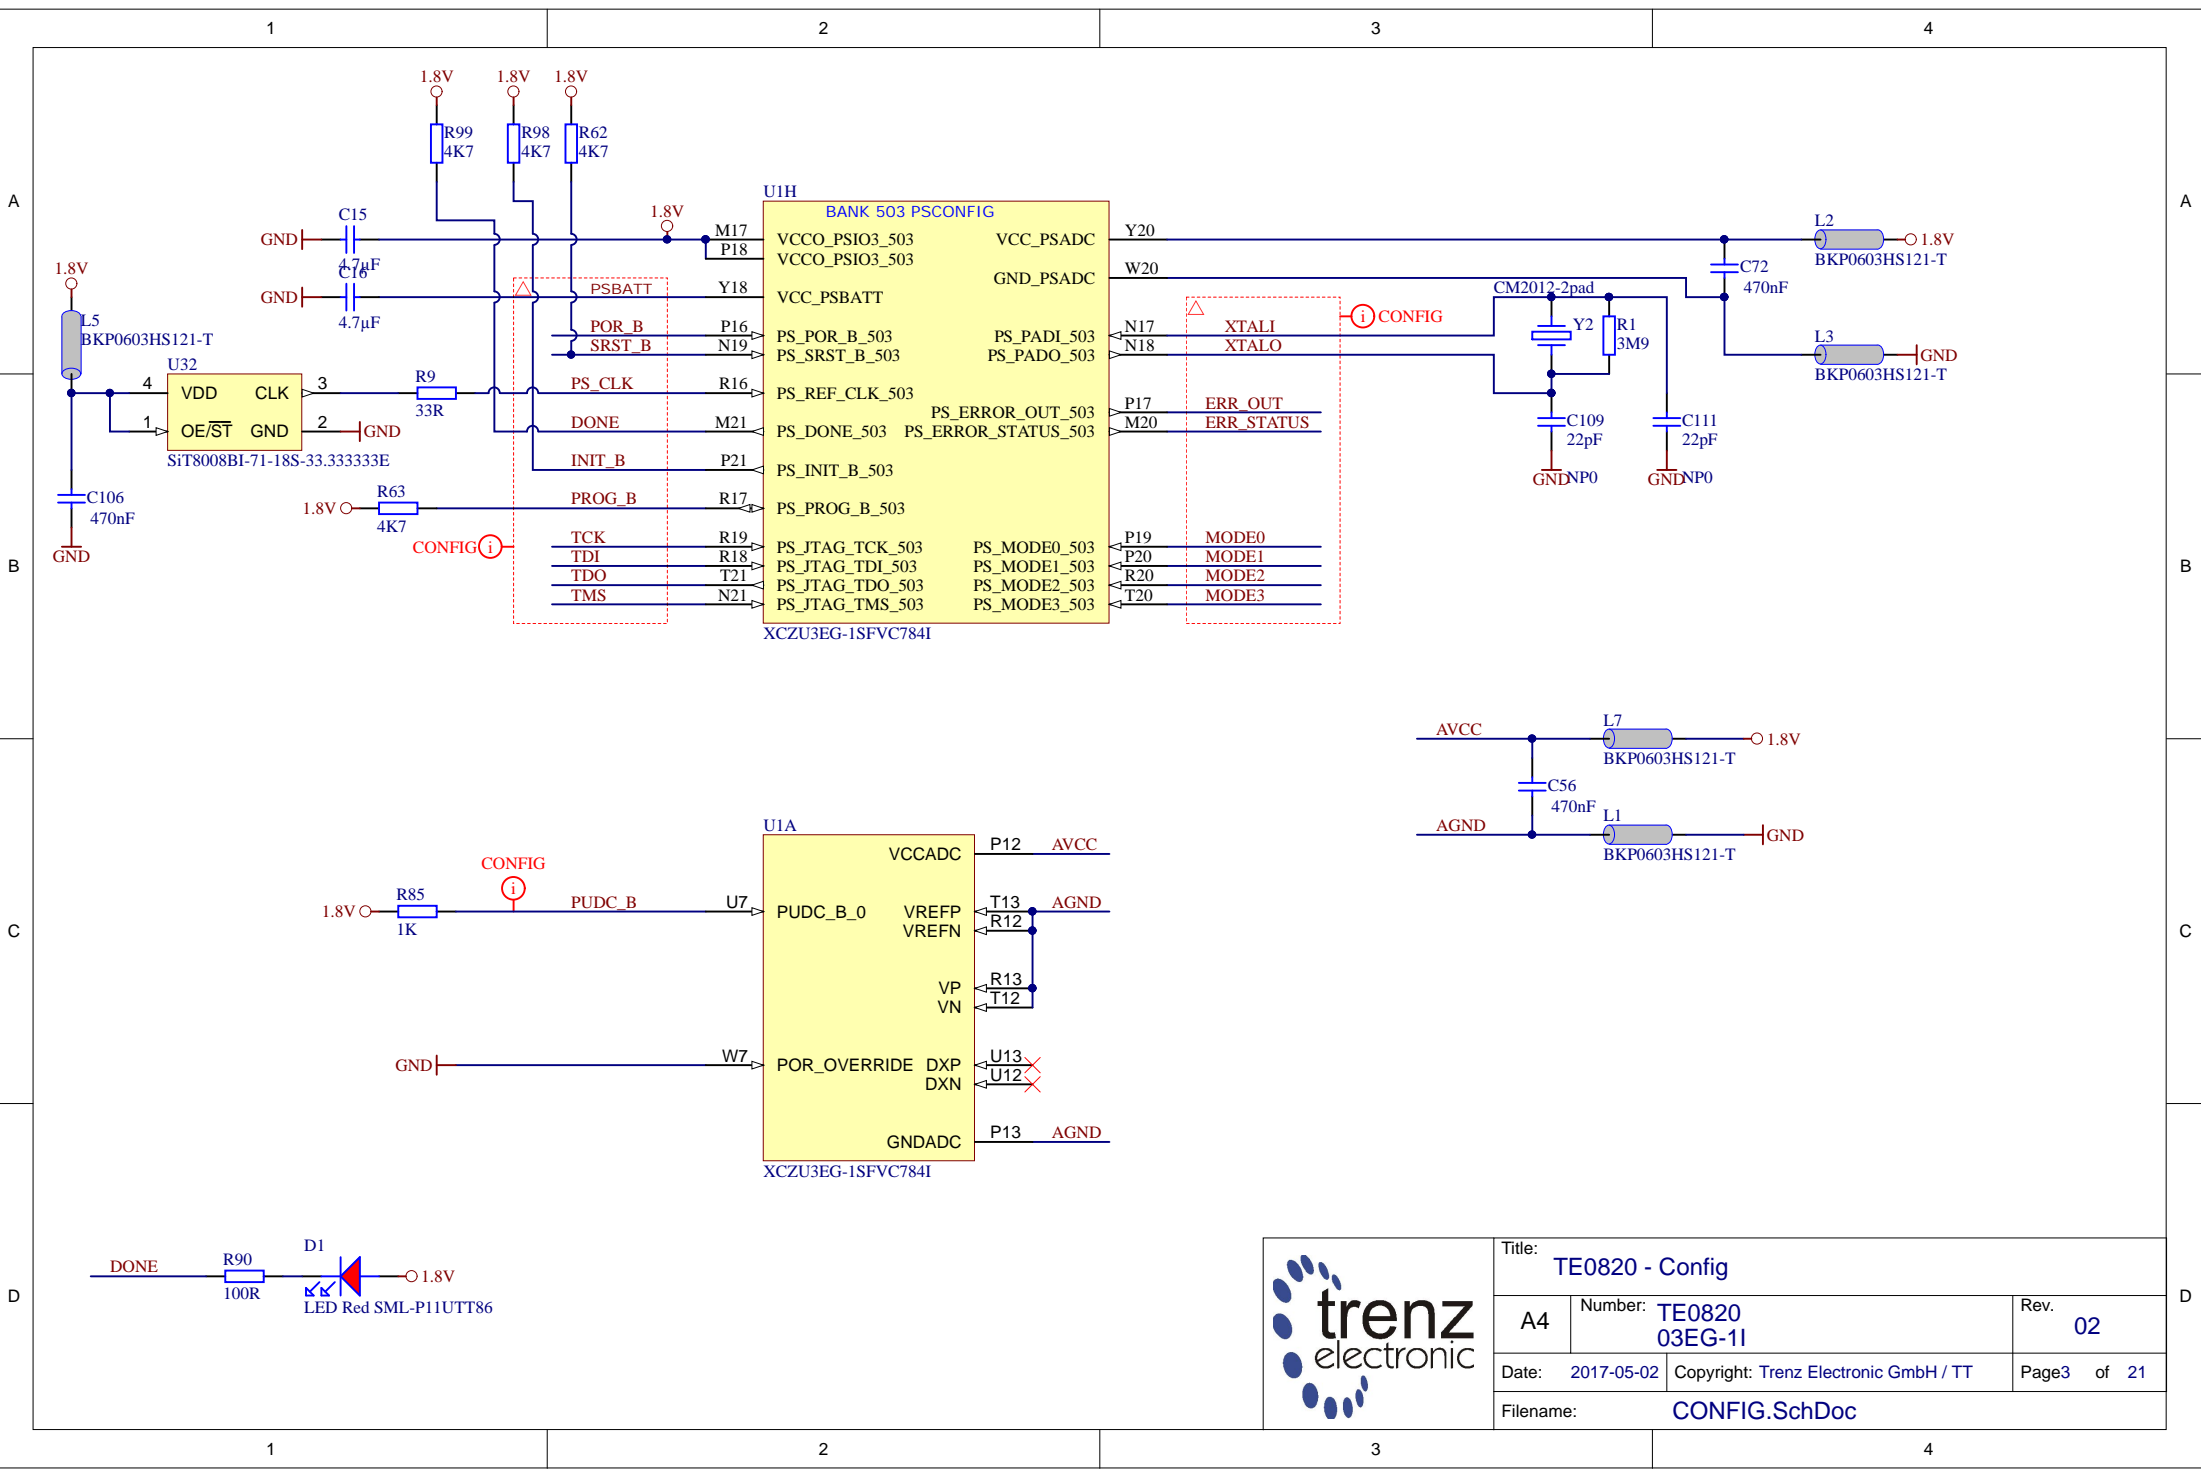 1 2 3 4
1.8V 1.8V 1.8V
R99 R98 R62
4K7 4K7 4K7
A A
U1H
BANK 503 PSCONFIG
C15
GND
4.7µF
1.8V
M17 VCCO_PSIO3_503
P18 VCCO_PSIO3_503
C16
GND
4.7µF
PSBATT Y18 VCC_PSBATT
POR_B P16 PS_POR_B_503
SRST_B N19 PS_SRST_B_503
PS_CLK R16 PS_REF_CLK_503
DONE M21 PS_DONE_503
INIT_B P21 PS_INIT_B_503
PROG_B R17 PS_PROG_B_503
TCK R19 PS_JTAG_TCK_503
TDI R18 PS_JTAG_TDI_503
TDO T21 PS_JTAG_TDO_503
TMS N21 PS_JTAG_TMS_503
CONFIG i
VCC_PSADC Y20
GND_PSADC W20
PS_PADI_503 N17 XTALI
PS_PADO_503 N18 XTALO
PS_ERROR_OUT_503 P17 ERR_OUT
PS_ERROR_STATUS_503 M20 ERR_STATUS
PS_MODE0_503 P19 MODE0
PS_MODE1_503 P20 MODE1
PS_MODE2_503 R20 MODE2
PS_MODE3_503 T20 MODE3
XCZU3EG-1SFVC784I
i CONFIG
1.8V
L5
BKP0603HS121-T
U32
4 VDD CLK 3
1 OE/ST GND 2 GND
SiT8008BI-71-18S-33.333333E
R9
33R
C106
470nF
GND
R63
1.8V
4K7
L2
1.8V
BKP0603HS121-T
C72
470nF
L3
GND
BKP0603HS121-T
CM2012-2pad
Y2
R1
3M9
C109
22pF
GND NP0
C111
22pF
GND NP0
B B
AVCC
L7
1.8V
BKP0603HS121-T
C56
470nF
AGND
L1
GND
BKP0603HS121-T
U1A
VCCADC P12 AVCC
CONFIG
i
R85
1.8V
1K
PUDC_B U7 PUDC_B_0
VREFP T13 AGND
VREFN R12
VP R13
VN T12
GND W7 POR_OVERRIDE
DXP U13
DXN U12
GNDADC P13 AGND
XCZU3EG-1SFVC784I
C C
DONE
R90
100R
D1
1.8V
LED Red SML-P11UTT86
D D
trenz
electronic
Title:
TE0820 - Config
A4
Number: TE0820
03EG-1I
Rev.
02
Date: 2017-05-02
Copyright: Trenz Electronic GmbH / TT
Page3 of 21
Filename: CONFIG.SchDoc
1 2 3 4